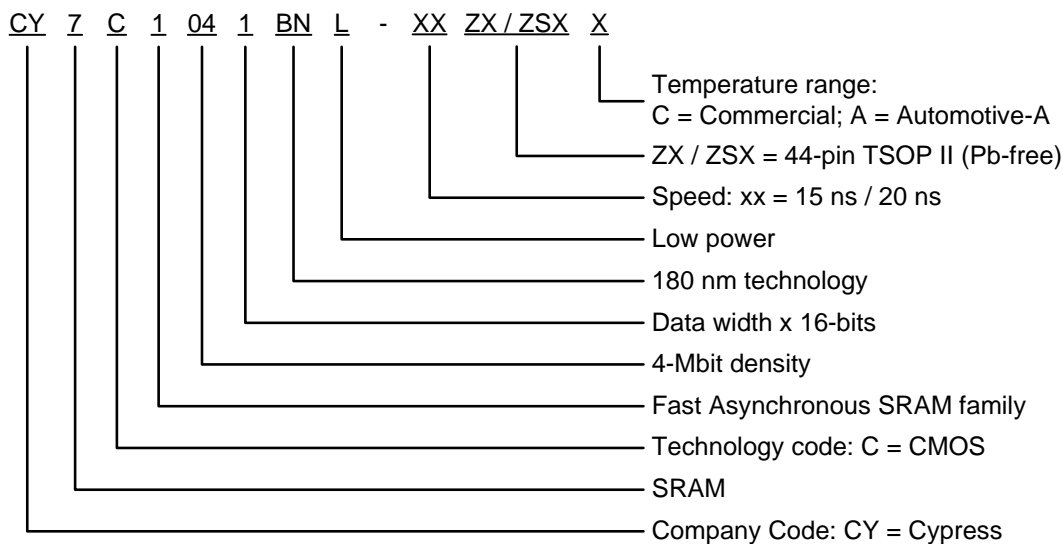 CY 7 C 1 04 1 BN L - XX ZX / ZSX X
Temperature range:
C = Commercial; A = Automotive-A
ZX / ZSX = 44-pin TSOP II (Pb-free)
Speed: xx = 15 ns / 20 ns
Low power
180 nm technology
Data width x 16-bits
4-Mbit density
Fast Asynchronous SRAM family
Technology code: C = CMOS
SRAM
Company Code: CY = Cypress